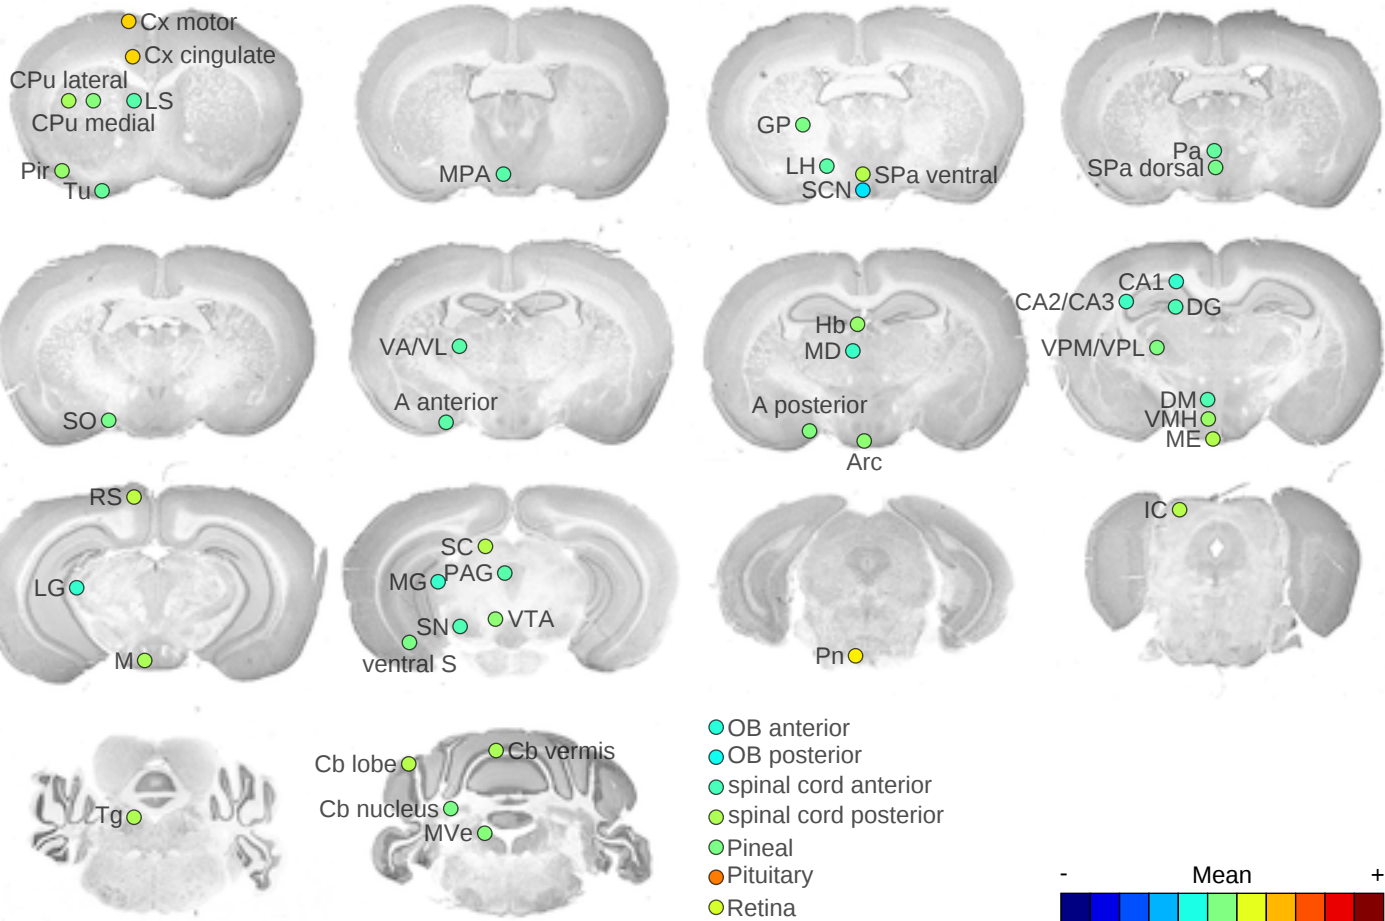 Cx motor
Cx cingulate
CPu lateral
LS
CPu medial
Pir
Tu
MPA
GP
LH
SPa ventral
SCN
Pa
SPa dorsal
SO
VA/VL
A anterior
Hb
MD
A posterior
Arc
CA1
CA2/CA3
DG
VPM/VPL
DM
VMH
ME
RS
LG
M
SC
MG
PAG
SN
VTA
ventral S
Pn
IC
Tg
Cb lobe
Cb vermis
Cb nucleus
MVe
OB anterior
OB posterior
spinal cord anterior
spinal cord posterior
Pineal
Pituitary
Retina
- Mean +